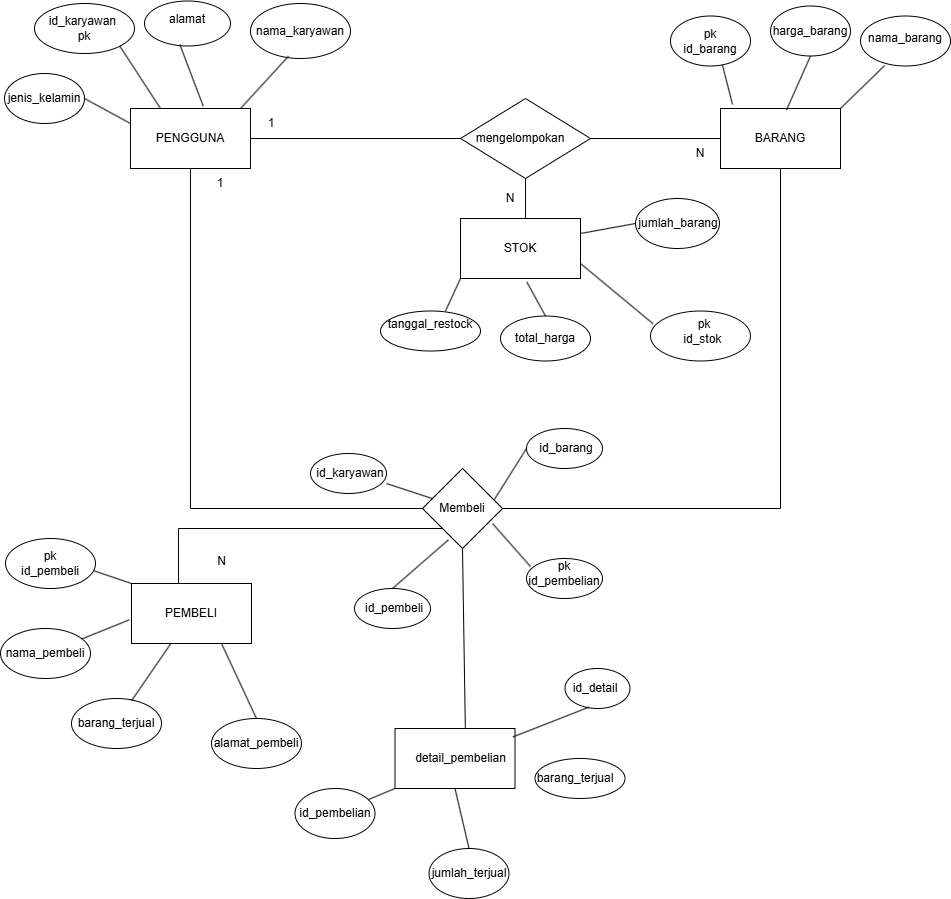 id_karyawan
pk
alamat
nama_karyawan
jenis_kelamin
pk
id_barang
harga_barang
nama_barang
PENGGUNA
1
1
mengelompokan
N
N
BARANG
STOK
jumlah_barang
tanggal_restock
total_harga
pk
id_stok
id_karyawan
id_barang
Membeli
N
pk
id_pembeli
id_pembeli
pk
id_pembelian
PEMBELI
nama_pembeli
barang_terjual
alamat_pembeli
id_detail
detail_pembelian
barang_terjual
id_pembelian
jumlah_terjual